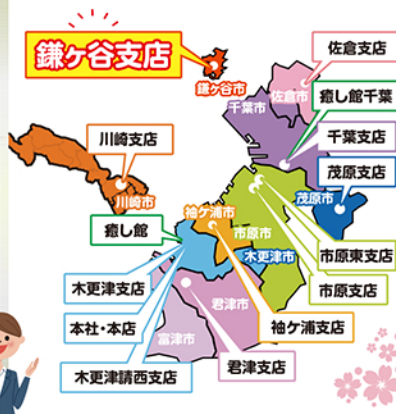 鎌ヶ谷支店
佐倉支店
鎌ケ谷市
佐倉市
千葉市
癒し館千葉
千葉支店
川崎支店
茂原支店
川崎市
茂原市
袖ケ浦市
癒し館
市原市
木更津市
市原東支店
木更津支店
市原支店
君津市
本社・本店
袖ケ浦支店
富津市
君津支店
木更津請西支店